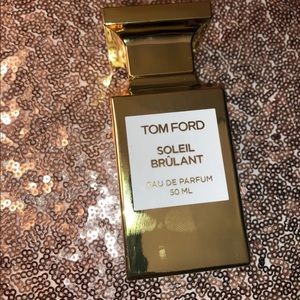 TOM FORD
SOLEIL
BRÛLANT
EAU DE PARFUM
50 ML